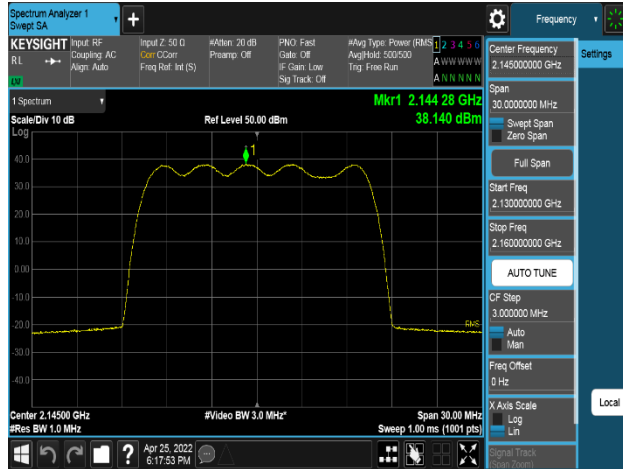 Spectrum Analyzer 1
Swept SA
Frequency
KEYSIGHT
RL
Input: RF
Coupling: AC
Align: Auto
Input Z: 50 Ω
Corr CCorr
Freq Ref: Int (S)
#Atten: 20 dB
Preamp: Off
PNO: Fast
Gate: Off
IF Gain: Low
Sig Track: Off
#Avg Type: Power (RMS
Avg|Hold: 500/500
Trig: Free Run
1 2 3 4 5 6
A W W W W W
A N N N N N
1 Spectrum
Scale/Div 10 dB
Ref Level 50.00 dBm
Mkr1 2.144 28 GHz
38.140 dBm
Log
40.0
30.0
20.0
10.0
0.00
-10.0
-20.0
-30.0
-40.0
1
RMS
Center 2.14500 GHz
#Res BW 1.0 MHz
#Video BW 3.0 MHz*
Span 30.00 MHz
Sweep 1.00 ms (1001 pts)
Center Frequency
2.145000000 GHz
Settings
Span
30.0000000 MHz
Swept Span
Zero Span
Full Span
Start Freq
2.130000000 GHz
Stop Freq
2.160000000 GHz
AUTO TUNE
CF Step
3.000000 MHz
Auto
Man
Freq Offset
0 Hz
X Axis Scale
Log
Lin
Local
Signal Track
(Span Zoom)
?
Apr 25, 2022
6:17:53 PM